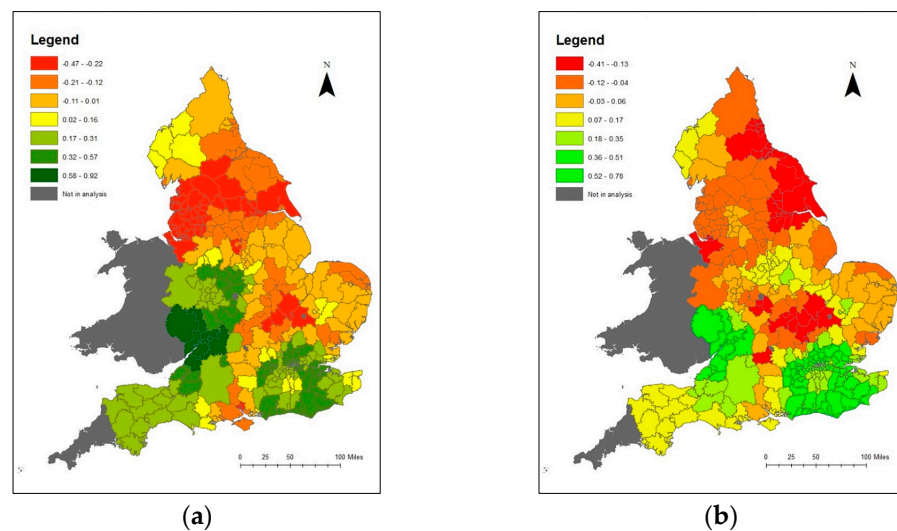 Legend
-0.47 - -0.22
-0.21 - -0.12
-0.11 - 0.01
0.02 - 0.16
0.17 - 0.31
0.32 - 0.57
0.58 - 0.92
Not in analysis
N
0 25 50 100 Miles
(a)
Legend
-0.41 - -0.13
-0.12 - -0.04
-0.03 - 0.06
0.07 - 0.17
0.18 - 0.35
0.36 - 0.51
0.52 - 0.78
Not in analysis
N
0 25 50 100 Miles
(b)